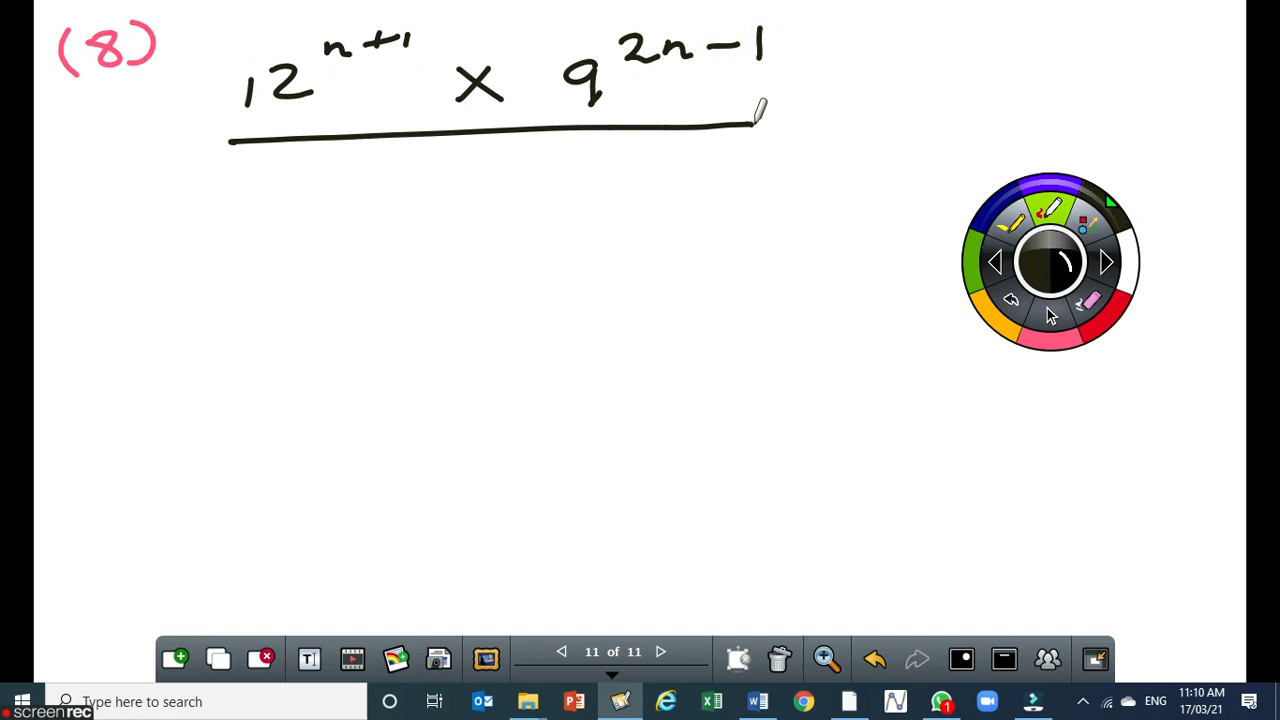 (8) 12^{n+1} × 9^{2n-1}
11 of 11
1
Type here to search
ENG
11:10 AM
17/03/21
screenrec